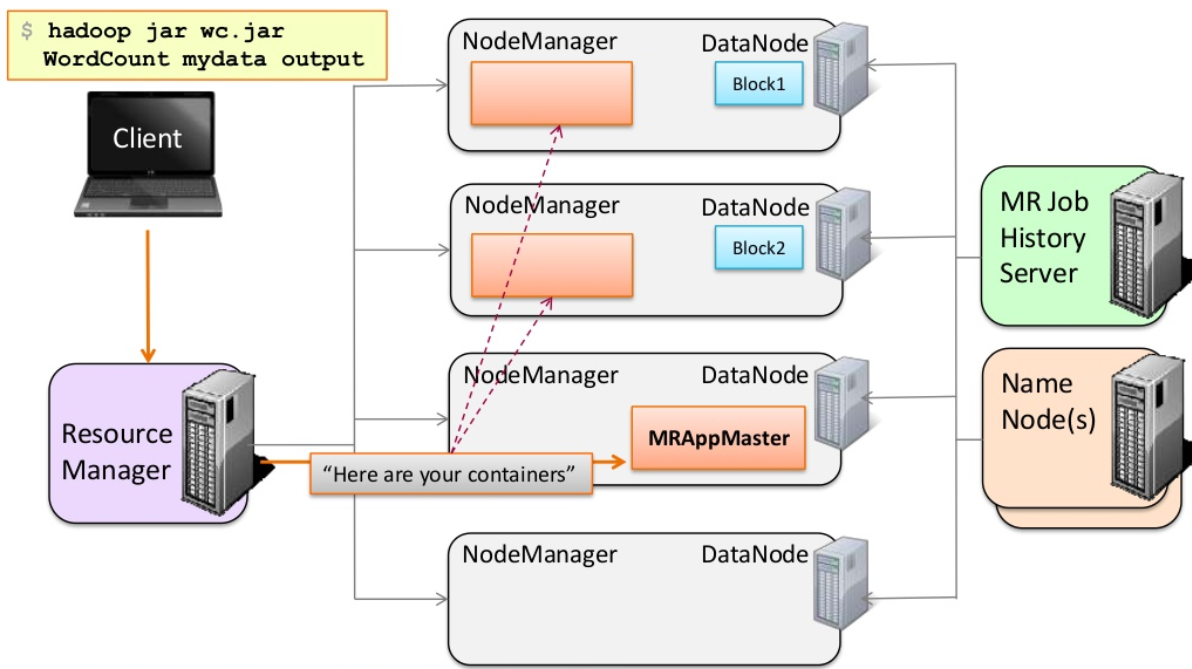 $ hadoop jar wc.jar
WordCount mydata output
Client
Resource
Manager
“Here are your containers”
NodeManager
DataNode
Block1
NodeManager
DataNode
Block2
NodeManager
DataNode
MRAppMaster
NodeManager
DataNode
MR Job
History
Server
Name
Node(s)